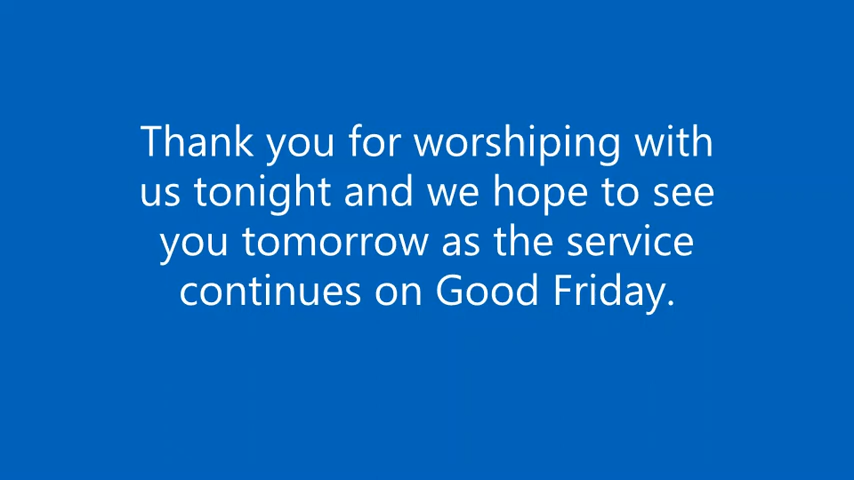 Thank you for worshiping with
us tonight and we hope to see
you tomorrow as the service
continues on Good Friday.